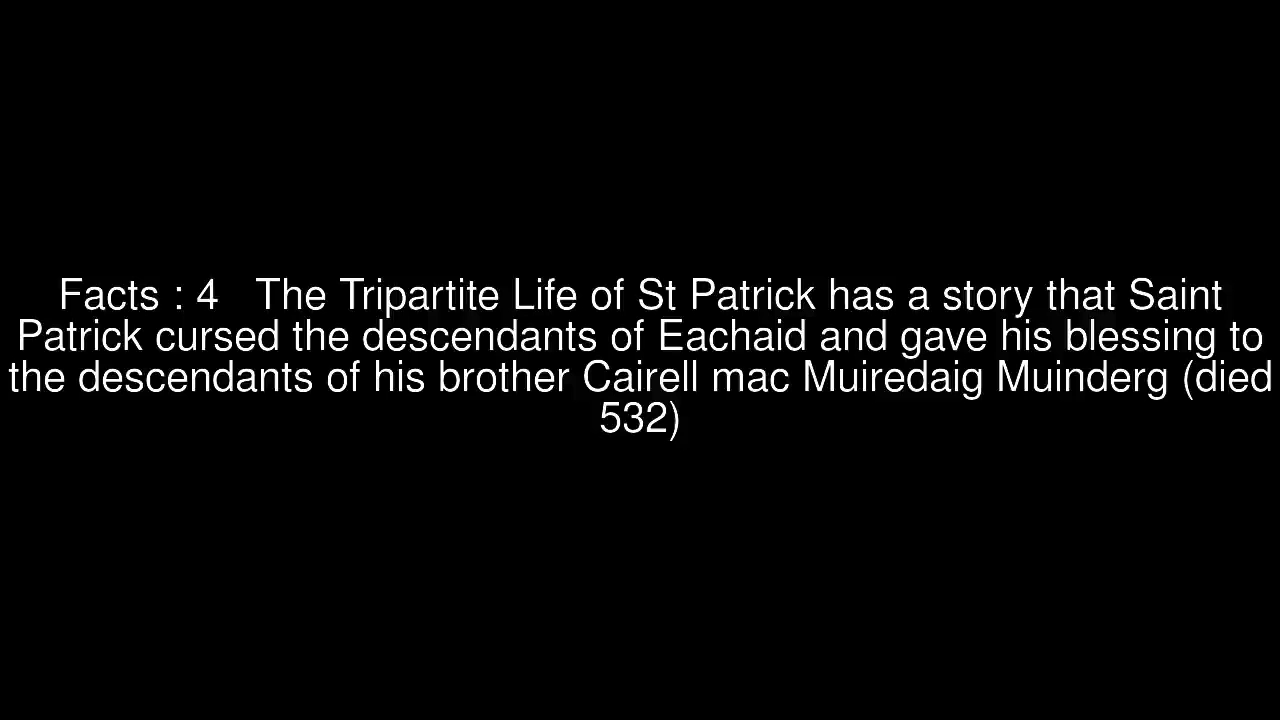 Facts : 4   The Tripartite Life of St Patrick has a story that Saint
Patrick cursed the descendants of Eachaid and gave his blessing to
the descendants of his brother Cairell mac Muiredaig Muinderg (died
532)